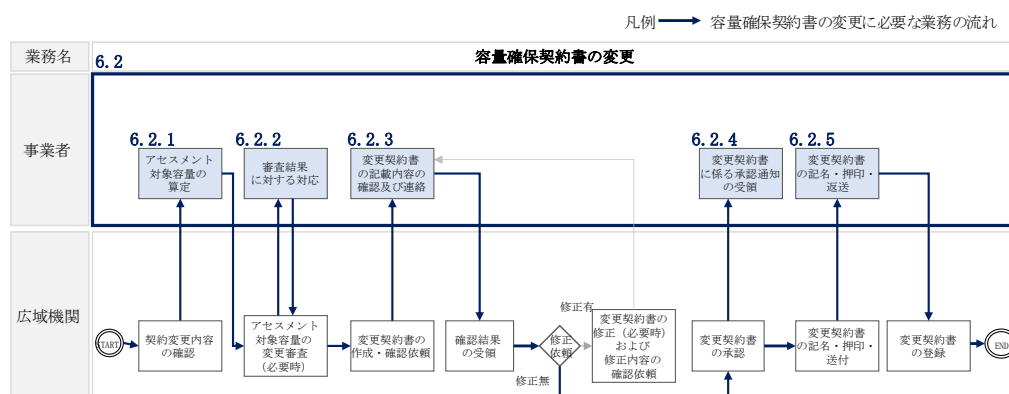 凡例 容量確保契約書の変更に必要な業務の流れ
業務名
6.2
容量確保契約書の変更
事業者
6.2.1
アセスメント
対象容量の
算定
6.2.2
審査結果
に対する対応
6.2.3
変更契約書
の記載内容の
確認及び連絡
6.2.4
変更契約書
に係る承認通知
の受領
6.2.5
変更契約書
の記名・押印・
返送
広域機関
START
契約変更内容
の確認
アセスメント
対象容量の
変更審査
（必要時）
変更契約書の
作成・確認依頼
確認結果
の受領
修正
依頼
修正有
修正無
変更契約書の
修正（必要時）
および
修正内容の
確認依頼
変更契約書
の承認
変更契約書
の記名・押印・
送付
変更契約書
の登録
END